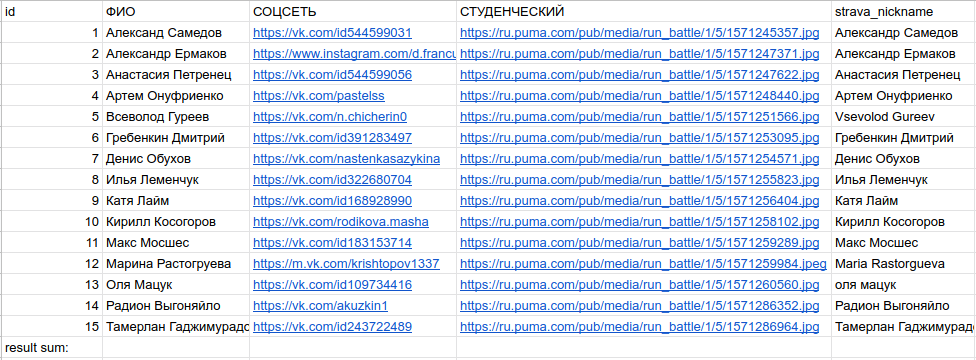 id ФИО СОЦСЕТЬ СТУДЕНЧЕСКИЙ strava_nickname
1 Александр Самедов https://vk.com/id544599031 https://ru.puma.com/pub/media/run_battle/1/5/1571245357.jpg Александр Самедов
2 Александр Ермаков https://www.instagram.com/d.francu https://ru.puma.com/pub/media/run_battle/1/5/1571247371.jpg Александр Ермаков
3 Анастасия Петренец https://vk.com/id544599056 https://ru.puma.com/pub/media/run_battle/1/5/1571247622.jpg Анастасия Петренец
4 Артем Онуфриенко https://vk.com/pastelss https://ru.puma.com/pub/media/run_battle/1/5/1571248440.jpg Артем Онуфриенко
5 Всеволод Гуреев https://vk.com/n.chicherin0 https://ru.puma.com/pub/media/run_battle/1/5/1571251566.jpg Vsevolod Gureev
6 Гребенкин Дмитрий https://vk.com/id391283497 https://ru.puma.com/pub/media/run_battle/1/5/1571253095.jpg Гребенкин Дмитрий
7 Денис Обухов https://vk.com/nastenkasazykina https://ru.puma.com/pub/media/run_battle/1/5/1571254571.jpg Денис Обухов
8 Илья Леменчук https://vk.com/id322680704 https://ru.puma.com/pub/media/run_battle/1/5/1571255823.jpg Илья Леменчук
9 Катя Лайм https://vk.com/id168928990 https://ru.puma.com/pub/media/run_battle/1/5/1571256404.jpg Катя Лайм
10 Кирилл Косогоров https://vk.com/rodikova.masha https://ru.puma.com/pub/media/run_battle/1/5/1571258102.jpg Кирилл Косогоров
11 Макс Мосшес https://vk.com/id183153714 https://ru.puma.com/pub/media/run_battle/1/5/1571259289.jpg Макс Мосшес
12 Марина Растогруева https://m.vk.com/krishtopov1337 https://ru.puma.com/pub/media/run_battle/1/5/1571259984.jpeg Maria Rastorgueva
13 Оля Мацук https://vk.com/id109734416 https://ru.puma.com/pub/media/run_battle/1/5/1571260560.jpg оля мацук
14 Радион Выгоняйло https://vk.com/akuzkin1 https://ru.puma.com/pub/media/run_battle/1/5/1571286352.jpg Радион Выгоняйло
15 Тамерлан Гаджимурадо https://vk.com/id243722489 https://ru.puma.com/pub/media/run_battle/1/5/1571286964.jpg Тамерлан Гаджимурадо
result sum: